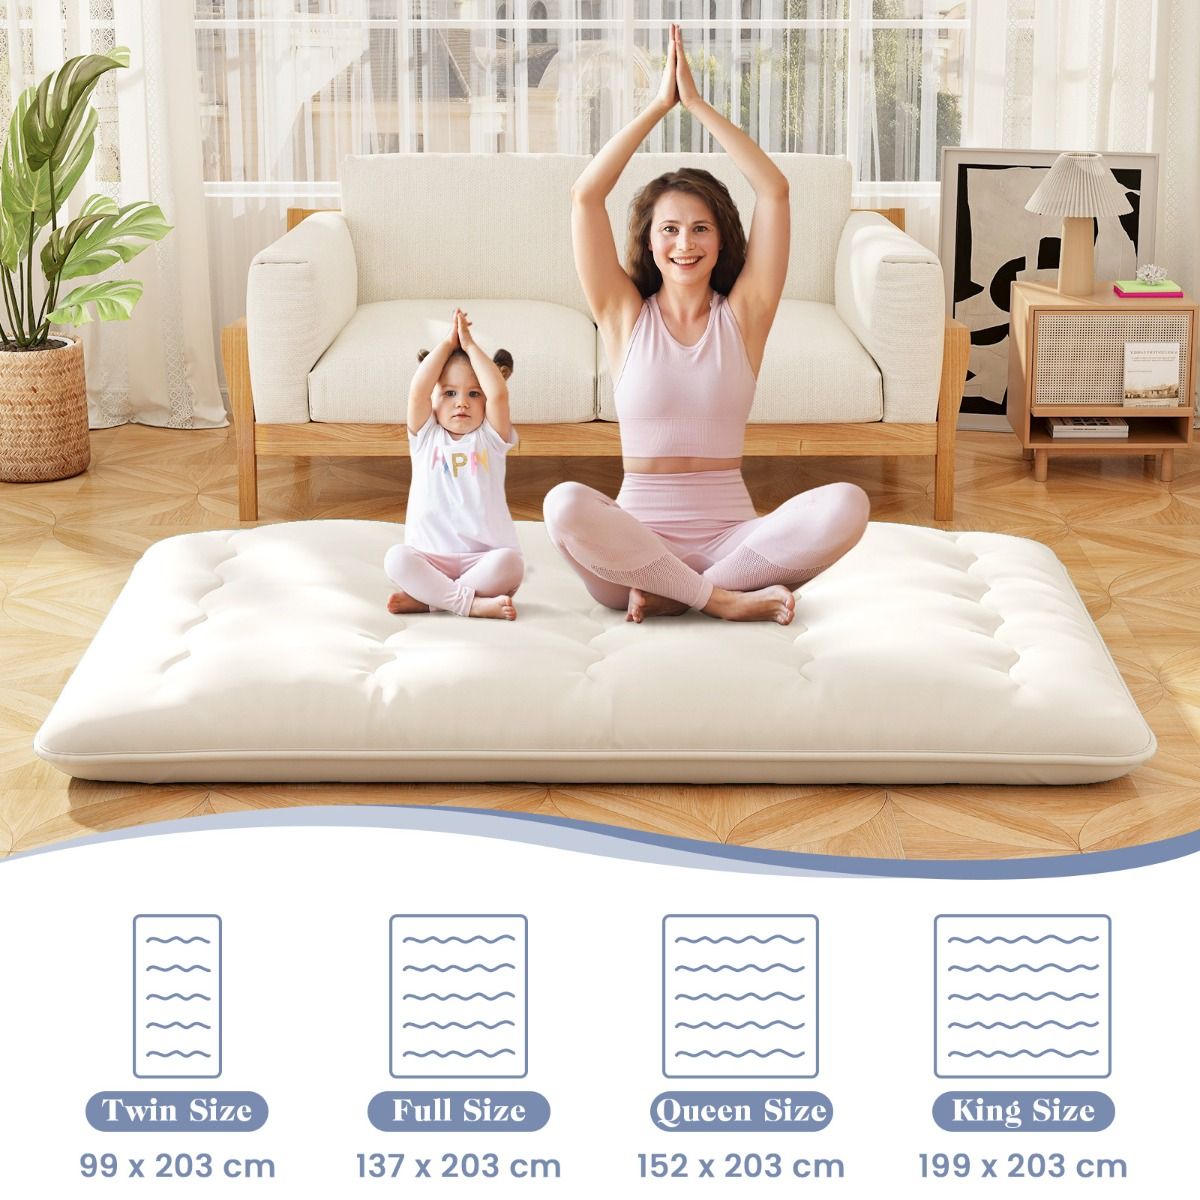 HAPPY
Twin Size
Full Size
Queen Size
King Size
99 x 203 cm
137 x 203 cm
152 x 203 cm
199 x 203 cm